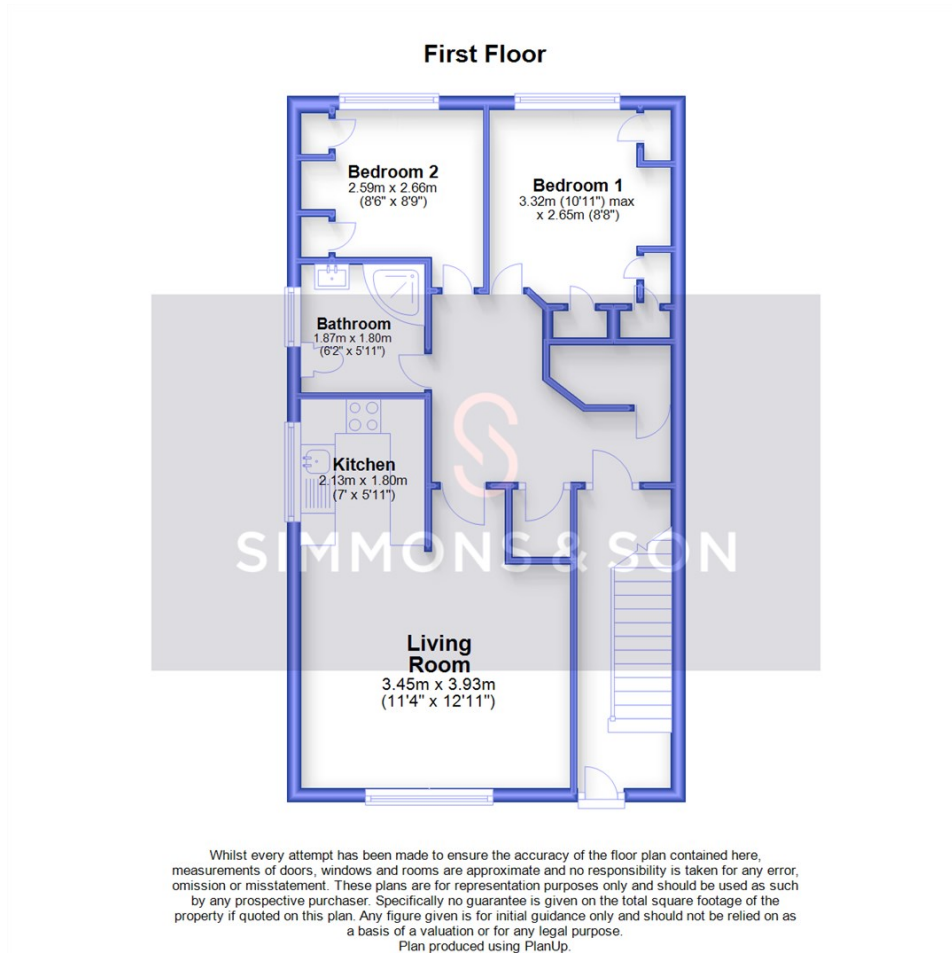 First Floor
Bedroom 2
2.59m x 2.66m
(8'6" x 8'9")
Bedroom 1
3.32m (10'11") max
x 2.65m (8'8")
Bathroom
1.87m x 1.80m
(6'2" x 5'11")
Kitchen
2.13m x 1.80m
(7' x 5'11")
SIMMONS & SON
Living
Room
3.45m x 3.93m
(11'4" x 12'11")
Whilst every attempt has been made to ensure the accuracy of the floor plan contained here,
measurements of doors, windows and rooms are approximate and no responsibility is taken for any error,
omission or misstatement. These plans are for representation purposes only and should be used as such
by any prospective purchaser. Specifically no guarantee is given on the total square footage of the
property if quoted on this plan. Any figure given is for initial guidance only and should not be relied on as
a basis of a valuation or for any legal purpose.
Plan produced using PlanUp.